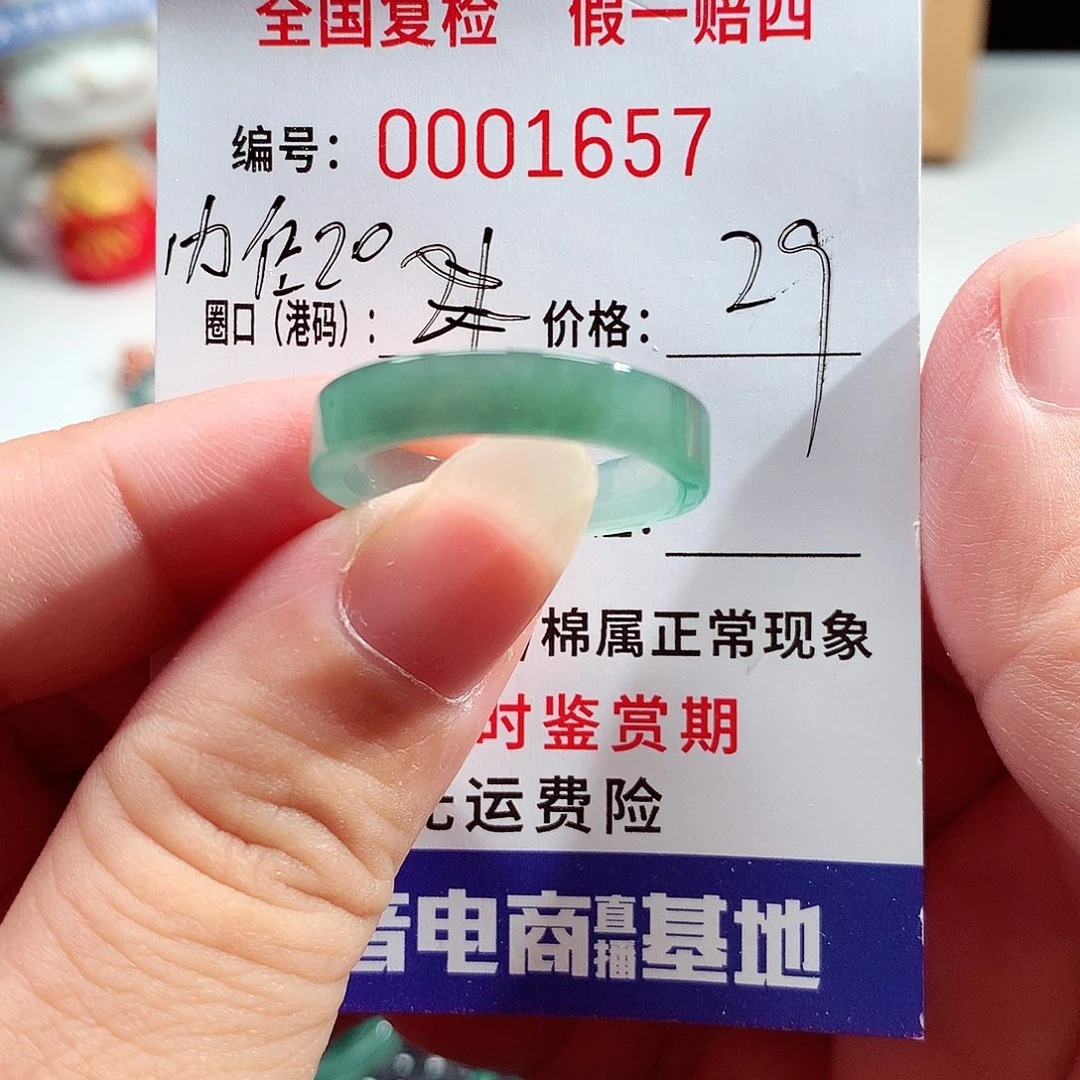 全国复检 假一赔四
编号：0001657
内径20
圈口（港码）： 价格：29
棉属正常现象
时鉴赏期
运费险
音电商直播基地